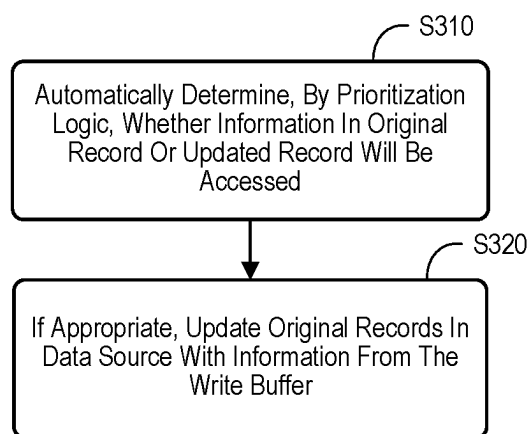 S310
Automatically Determine, By Prioritization
Logic, Whether Information In Original
Record Or Updated Record Will Be
Accessed
S320
If Appropriate, Update Original Records In
Data Source With Information From The
Write Buffer